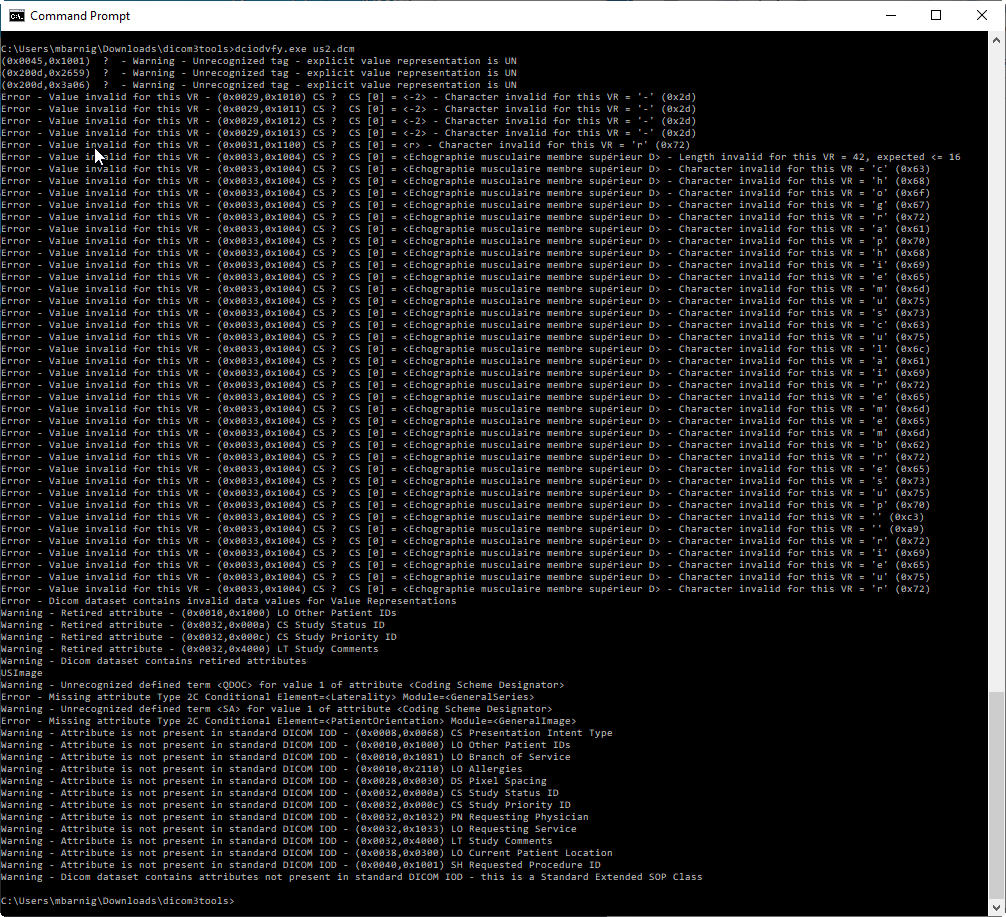 Command Prompt
C:\Users\mbarnig\Downloads\dicom3tools>dciodvfy.exe us2.dcm
(0x0045,0x1001) ? - Warning - Unrecognized tag - explicit value representation is UN
(0x200d,0x2659) ? - Warning - Unrecognized tag - explicit value representation is UN
(0x200d,0x3a06) ? - Warning - Unrecognized tag - explicit value representation is UN
Error - Value invalid for this VR - (0x0029,0x1010) CS ? CS [0] = <-2> - Character invalid for this VR = '-' (0x2d)
Error - Value invalid for this VR - (0x0029,0x1011) CS ? CS [0] = <-2> - Character invalid for this VR = '-' (0x2d)
Error - Value invalid for this VR - (0x0029,0x1012) CS ? CS [0] = <-2> - Character invalid for this VR = '-' (0x2d)
Error - Value invalid for this VR - (0x0029,0x1013) CS ? CS [0] = <-2> - Character invalid for this VR = '-' (0x2d)
Error - Value invalid for this VR - (0x0031,0x1100) CS ? CS [0] = <r> - Character invalid for this VR = 'r' (0x72)
Error - Value invalid for this VR - (0x0033,0x1004) CS ? CS [0] = <Echographie musculaire membre supérieur D> - Length invalid for this VR = 42, expected <= 16
Error - Value invalid for this VR - (0x0033,0x1004) CS ? CS [0] = <Echographie musculaire membre supérieur D> - Character invalid for this VR = 'c' (0x63)
Error - Value invalid for this VR - (0x0033,0x1004) CS ? CS [0] = <Echographie musculaire membre supérieur D> - Character invalid for this VR = 'h' (0x68)
Error - Value invalid for this VR - (0x0033,0x1004) CS ? CS [0] = <Echographie musculaire membre supérieur D> - Character invalid for this VR = 'o' (0x6f)
Error - Value invalid for this VR - (0x0033,0x1004) CS ? CS [0] = <Echographie musculaire membre supérieur D> - Character invalid for this VR = 'g' (0x67)
Error - Value invalid for this VR - (0x0033,0x1004) CS ? CS [0] = <Echographie musculaire membre supérieur D> - Character invalid for this VR = 'r' (0x72)
Error - Value invalid for this VR - (0x0033,0x1004) CS ? CS [0] = <Echographie musculaire membre supérieur D> - Character invalid for this VR = 'a' (0x61)
Error - Value invalid for this VR - (0x0033,0x1004) CS ? CS [0] = <Echographie musculaire membre supérieur D> - Character invalid for this VR = 'p' (0x70)
Error - Value invalid for this VR - (0x0033,0x1004) CS ? CS [0] = <Echographie musculaire membre supérieur D> - Character invalid for this VR = 'h' (0x68)
Error - Value invalid for this VR - (0x0033,0x1004) CS ? CS [0] = <Echographie musculaire membre supérieur D> - Character invalid for this VR = 'i' (0x69)
Error - Value invalid for this VR - (0x0033,0x1004) CS ? CS [0] = <Echographie musculaire membre supérieur D> - Character invalid for this VR = 'e' (0x65)
Error - Value invalid for this VR - (0x0033,0x1004) CS ? CS [0] = <Echographie musculaire membre supérieur D> - Character invalid for this VR = 'm' (0x6d)
Error - Value invalid for this VR - (0x0033,0x1004) CS ? CS [0] = <Echographie musculaire membre supérieur D> - Character invalid for this VR = 'u' (0x75)
Error - Value invalid for this VR - (0x0033,0x1004) CS ? CS [0] = <Echographie musculaire membre supérieur D> - Character invalid for this VR = 's' (0x73)
Error - Value invalid for this VR - (0x0033,0x1004) CS ? CS [0] = <Echographie musculaire membre supérieur D> - Character invalid for this VR = 'c' (0x63)
Error - Value invalid for this VR - (0x0033,0x1004) CS ? CS [0] = <Echographie musculaire membre supérieur D> - Character invalid for this VR = 'u' (0x75)
Error - Value invalid for this VR - (0x0033,0x1004) CS ? CS [0] = <Echographie musculaire membre supérieur D> - Character invalid for this VR = 'l' (0x6c)
Error - Value invalid for this VR - (0x0033,0x1004) CS ? CS [0] = <Echographie musculaire membre supérieur D> - Character invalid for this VR = 'a' (0x61)
Error - Value invalid for this VR - (0x0033,0x1004) CS ? CS [0] = <Echographie musculaire membre supérieur D> - Character invalid for this VR = 'i' (0x69)
Error - Value invalid for this VR - (0x0033,0x1004) CS ? CS [0] = <Echographie musculaire membre supérieur D> - Character invalid for this VR = 'r' (0x72)
Error - Value invalid for this VR - (0x0033,0x1004) CS ? CS [0] = <Echographie musculaire membre supérieur D> - Character invalid for this VR = 'e' (0x65)
Error - Value invalid for this VR - (0x0033,0x1004) CS ? CS [0] = <Echographie musculaire membre supérieur D> - Character invalid for this VR = 'm' (0x6d)
Error - Value invalid for this VR - (0x0033,0x1004) CS ? CS [0] = <Echographie musculaire membre supérieur D> - Character invalid for this VR = 'e' (0x65)
Error - Value invalid for this VR - (0x0033,0x1004) CS ? CS [0] = <Echographie musculaire membre supérieur D> - Character invalid for this VR = 'm' (0x6d)
Error - Value invalid for this VR - (0x0033,0x1004) CS ? CS [0] = <Echographie musculaire membre supérieur D> - Character invalid for this VR = 'b' (0x62)
Error - Value invalid for this VR - (0x0033,0x1004) CS ? CS [0] = <Echographie musculaire membre supérieur D> - Character invalid for this VR = 'r' (0x72)
Error - Value invalid for this VR - (0x0033,0x1004) CS ? CS [0] = <Echographie musculaire membre supérieur D> - Character invalid for this VR = 'e' (0x65)
Error - Value invalid for this VR - (0x0033,0x1004) CS ? CS [0] = <Echographie musculaire membre supérieur D> - Character invalid for this VR = 's' (0x73)
Error - Value invalid for this VR - (0x0033,0x1004) CS ? CS [0] = <Echographie musculaire membre supérieur D> - Character invalid for this VR = 'u' (0x75)
Error - Value invalid for this VR - (0x0033,0x1004) CS ? CS [0] = <Echographie musculaire membre supérieur D> - Character invalid for this VR = 'p' (0x70)
Error - Value invalid for this VR - (0x0033,0x1004) CS ? CS [0] = <Echographie musculaire membre supérieur D> - Character invalid for this VR = '' (0xc3)
Error - Value invalid for this VR - (0x0033,0x1004) CS ? CS [0] = <Echographie musculaire membre supérieur D> - Character invalid for this VR = '' (0xa9)
Error - Value invalid for this VR - (0x0033,0x1004) CS ? CS [0] = <Echographie musculaire membre supérieur D> - Character invalid for this VR = 'r' (0x72)
Error - Value invalid for this VR - (0x0033,0x1004) CS ? CS [0] = <Echographie musculaire membre supérieur D> - Character invalid for this VR = 'i' (0x69)
Error - Value invalid for this VR - (0x0033,0x1004) CS ? CS [0] = <Echographie musculaire membre supérieur D> - Character invalid for this VR = 'e' (0x65)
Error - Value invalid for this VR - (0x0033,0x1004) CS ? CS [0] = <Echographie musculaire membre supérieur D> - Character invalid for this VR = 'u' (0x75)
Error - Value invalid for this VR - (0x0033,0x1004) CS ? CS [0] = <Echographie musculaire membre supérieur D> - Character invalid for this VR = 'r' (0x72)
Error - Dicom dataset contains invalid data values for Value Representations
Warning - Retired attribute - (0x0010,0x1000) LO Other Patient IDs
Warning - Retired attribute - (0x0032,0x000a) CS Study Status ID
Warning - Retired attribute - (0x0032,0x000c) CS Study Priority ID
Warning - Retired attribute - (0x0032,0x4000) LT Study Comments
Warning - Dicom dataset contains retired attributes
USImage
Warning - Unrecognized defined term <QDOC> for value 1 of attribute <Coding Scheme Designator>
Error - Missing attribute Type 2C Conditional Element=<Laterality> Module=<GeneralSeries>
Warning - Unrecognized defined term <SA> for value 1 of attribute <Coding Scheme Designator>
Error - Missing attribute Type 2C Conditional Element=<PatientOrientation> Module=<GeneralImage>
Warning - Attribute is not present in standard DICOM IOD - (0x0008,0x0068) CS Presentation Intent Type
Warning - Attribute is not present in standard DICOM IOD - (0x0010,0x1000) LO Other Patient IDs
Warning - Attribute is not present in standard DICOM IOD - (0x0010,0x1081) LO Branch of Service
Warning - Attribute is not present in standard DICOM IOD - (0x0010,0x2110) LO Allergies
Warning - Attribute is not present in standard DICOM IOD - (0x0028,0x0030) DS Pixel Spacing
Warning - Attribute is not present in standard DICOM IOD - (0x0032,0x000a) CS Study Status ID
Warning - Attribute is not present in standard DICOM IOD - (0x0032,0x000c) CS Study Priority ID
Warning - Attribute is not present in standard DICOM IOD - (0x0032,0x1032) PN Requesting Physician
Warning - Attribute is not present in standard DICOM IOD - (0x0032,0x1033) LO Requesting Service
Warning - Attribute is not present in standard DICOM IOD - (0x0032,0x4000) LT Study Comments
Warning - Attribute is not present in standard DICOM IOD - (0x0038,0x0300) LO Current Patient Location
Warning - Attribute is not present in standard DICOM IOD - (0x0040,0x1001) SH Requested Procedure ID
Warning - Dicom dataset contains attributes not present in standard DICOM IOD - this is a Standard Extended SOP Class
C:\Users\mbarnig\Downloads\dicom3tools>